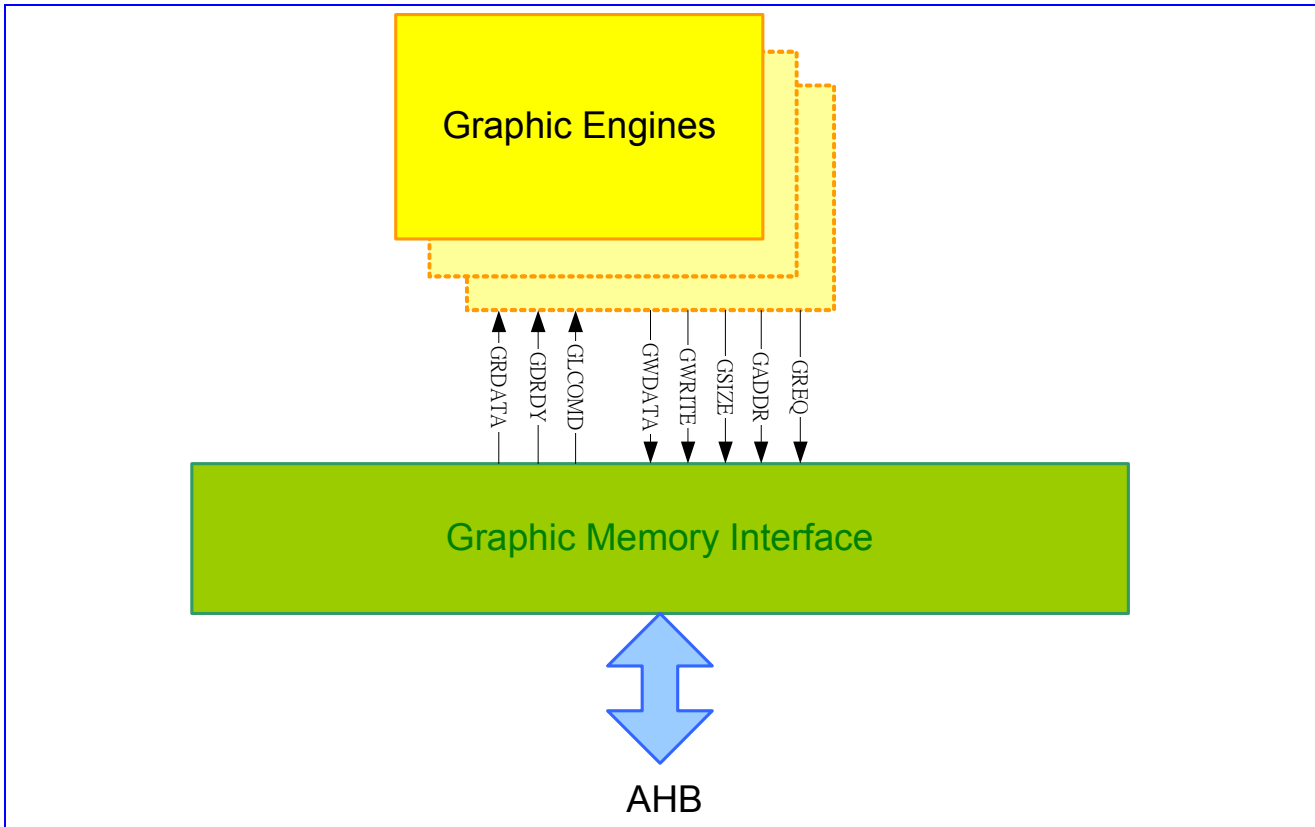 Graphic Engines
GRDATA
GDRDY
GLCOMD
GWDATA
GWRITE
GSIZE
GADDR
GREQ
Graphic Memory Interface
AHB